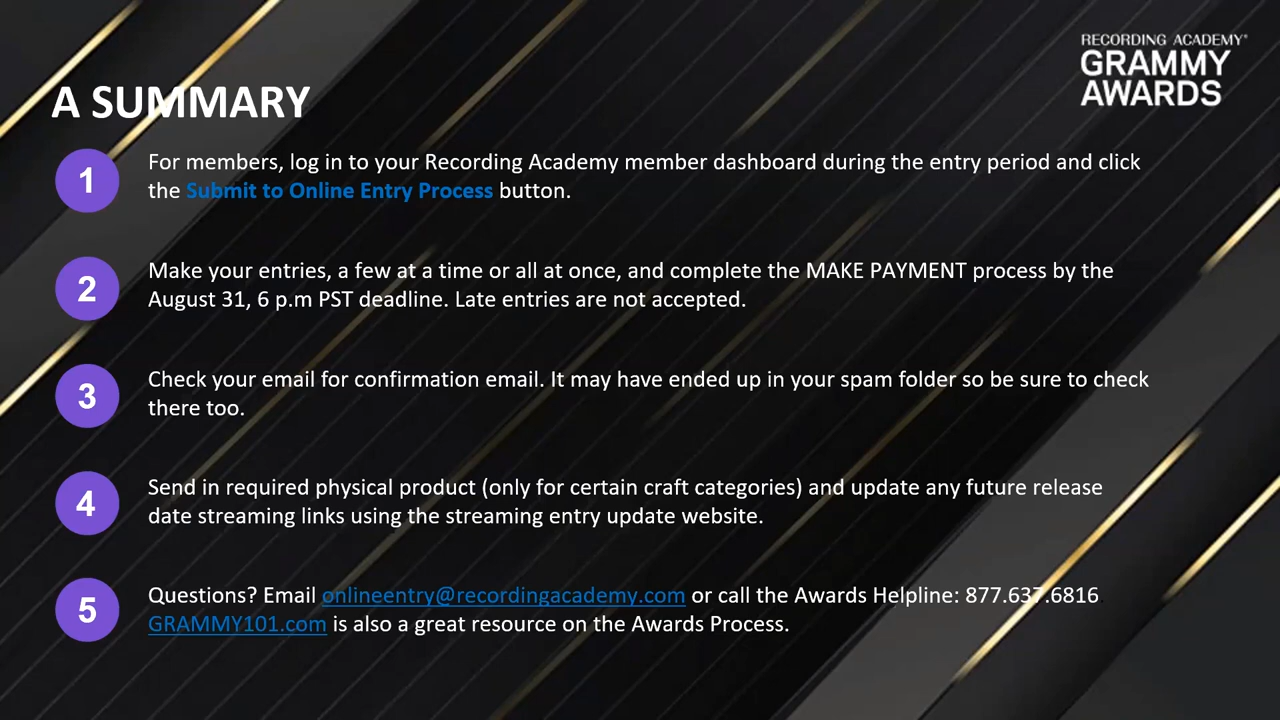 RECORDING ACADEMY®
GRAMMY
AWARDS
A SUMMARY
1
For members, log in to your Recording Academy member dashboard during the entry period and click
the Submit to Online Entry Process button.
2
Make your entries, a few at a time or all at once, and complete the MAKE PAYMENT process by the
August 31, 6 p.m PST deadline. Late entries are not accepted.
3
Check your email for confirmation email. It may have ended up in your spam folder so be sure to check
there too.
4
Send in required physical product (only for certain craft categories) and update any future release
date streaming links using the streaming entry update website.
5
Questions? Email onlineentry@recordingacademy.com or call the Awards Helpline: 877.637.6816
GRAMMY101.com is also a great resource on the Awards Process.